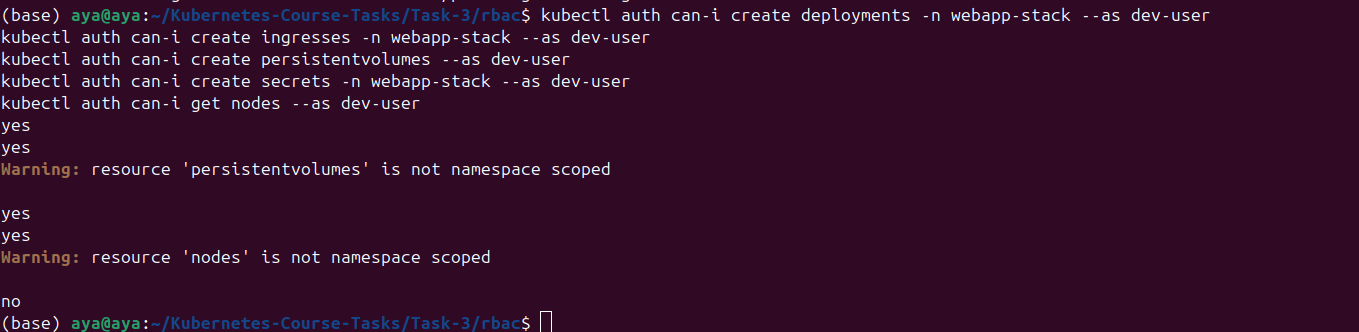 (base) aya@aya:~/Kubernetes-Course-Tasks/Task-3/rbac$ kubectl auth can-i create deployments -n webapp-stack --as dev-user
kubectl auth can-i create ingresses -n webapp-stack --as dev-user
kubectl auth can-i create persistentvolumes --as dev-user
kubectl auth can-i create secrets -n webapp-stack --as dev-user
kubectl auth can-i get nodes --as dev-user
yes
yes
Warning: resource 'persistentvolumes' is not namespace scoped
yes
yes
Warning: resource 'nodes' is not namespace scoped
no
(base) aya@aya:~/Kubernetes-Course-Tasks/Task-3/rbac$